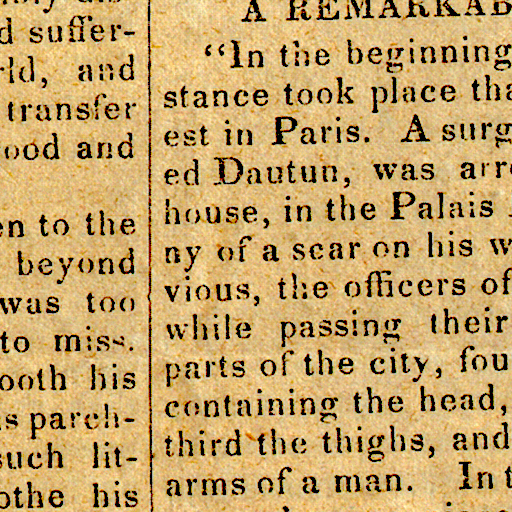 d suffer-
rld, and
transfer
ood and
en to the
beyond
was too
to miss.
ooth his
as parch-
such lit-
othe his
A REMARKAB
“In the beginning
stance took place tha
est in Paris. A surg
ed Dautun, was arre
house, in the Palais
ny of a scar on his w
vious, the officers of
while passing their
parts of the city, fou
containing the head,
third the thighs, and
arms of a man. In t